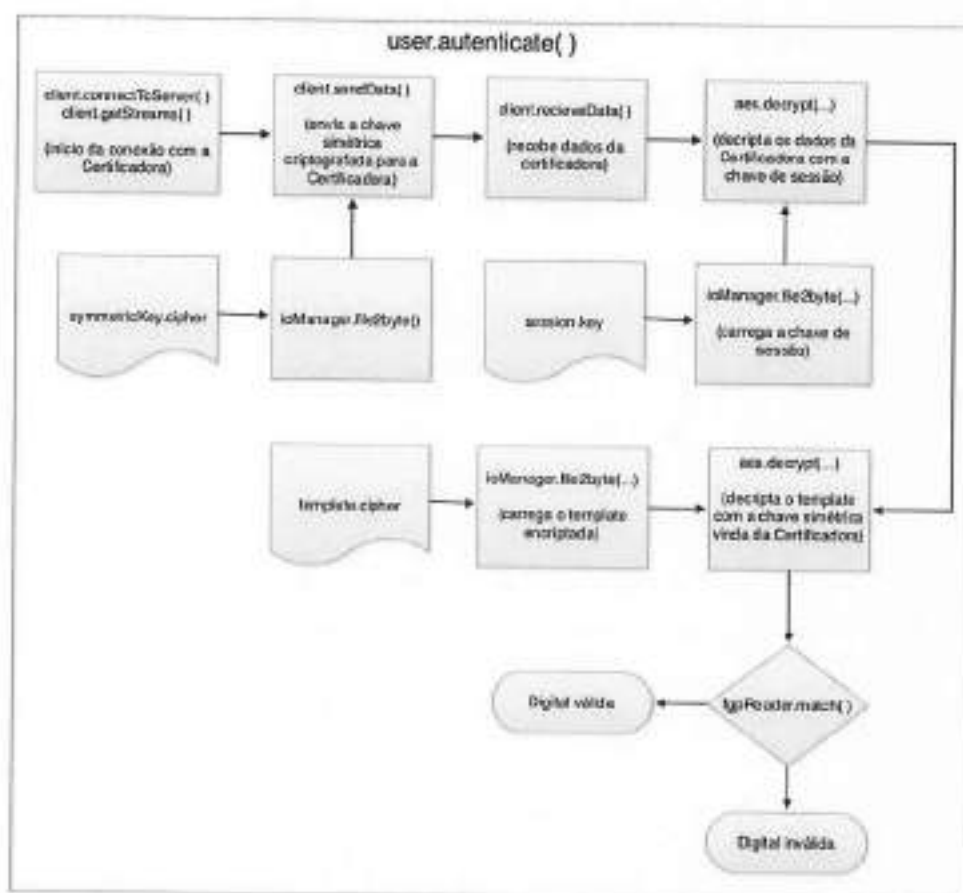 user.autenticate( )
client.connectToServer( )
client.getStreams( )
(início da conexão com a
Certificadora)
client.sendData( )
(envia a chave
simétrica
criptografada para a
Certificadora)
client.recieveData( )
(recebe dados da
certificadora)
aes.decrypt(...)
(decripta os dados da
Certificadora com a
chave de sessão)
symmetricKey.cipher
ioManager.file2byte()
session.key
ioManager.file2byte(...)
(carrega a chave de
sessão)
template.cipher
ioManager.file2byte(...)
(carrega o template
encriptada)
aes.decrypt(...)
(decripta o template
com a chave simétrica
vinda da Certificadora)
Digital válida
fgpReader.match( )
Digital inválida